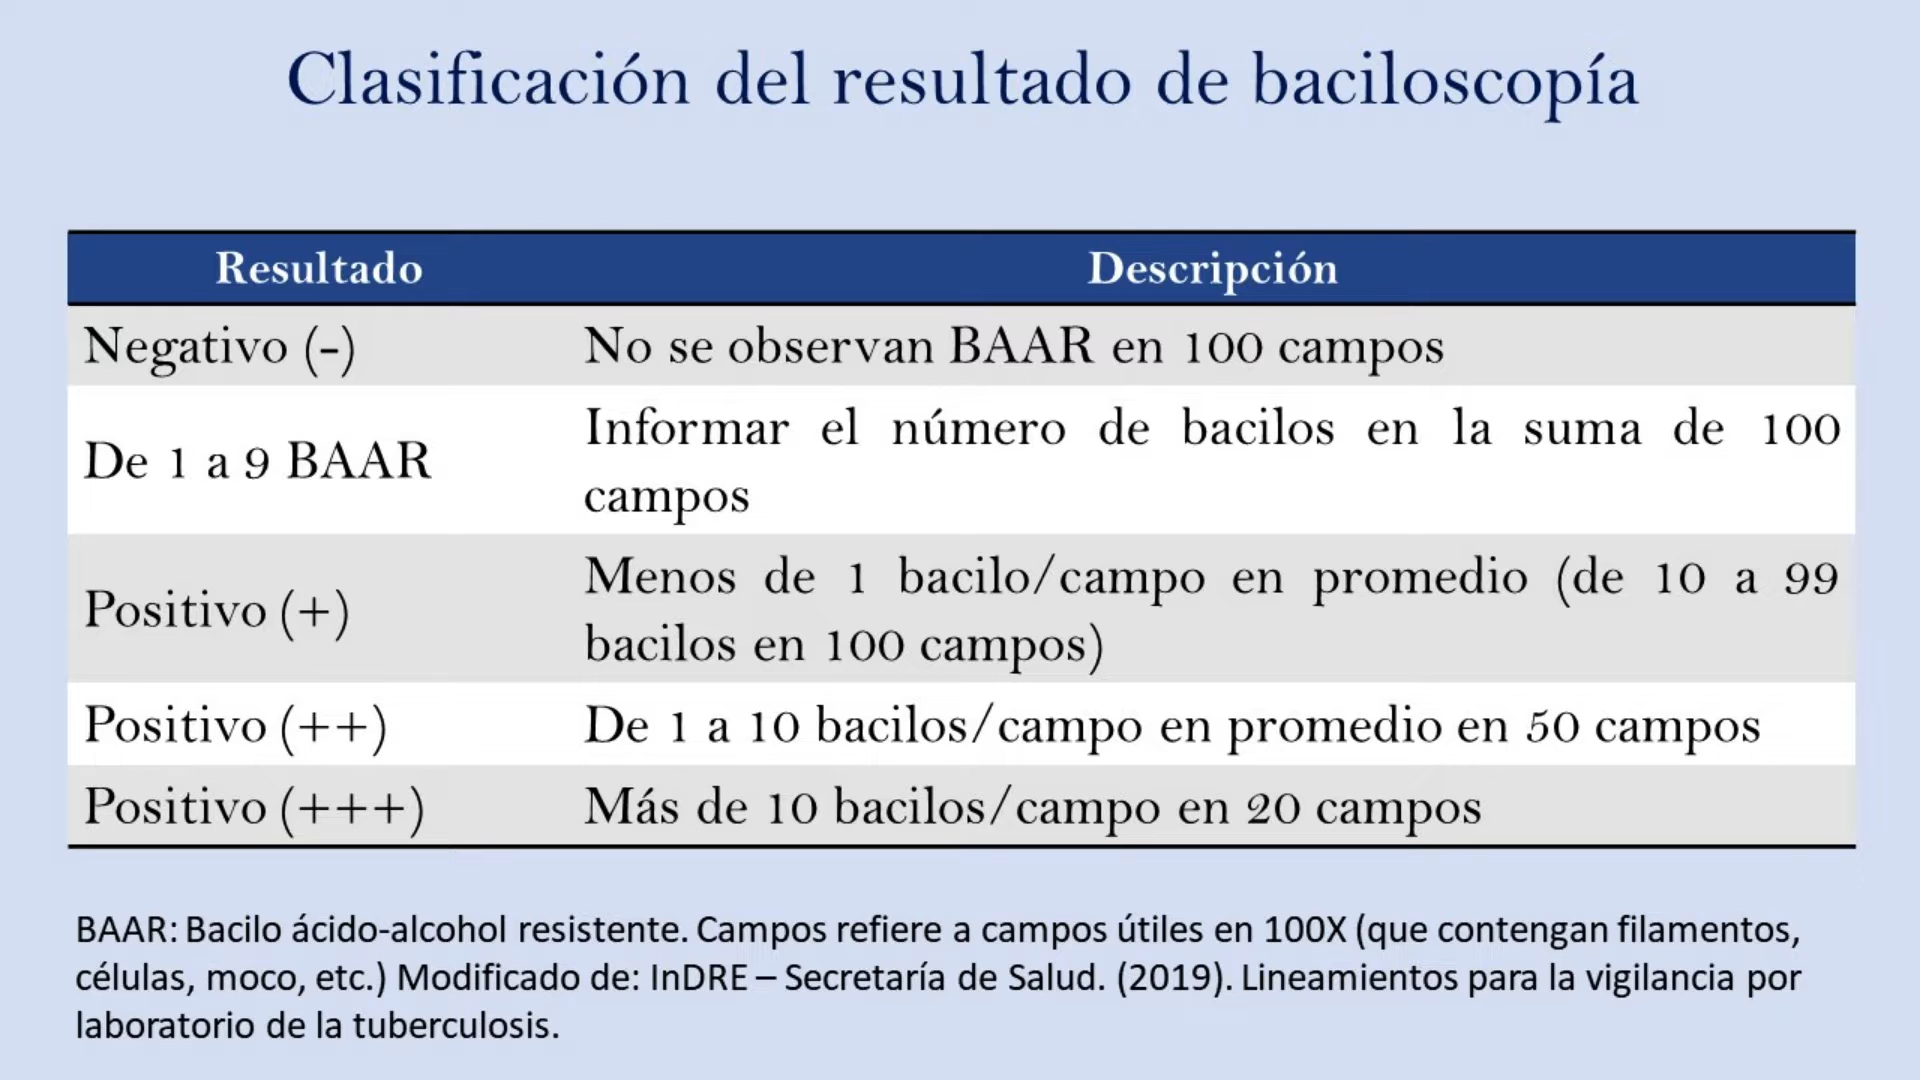 Clasificación del resultado de baciloscopía
Resultado Descripción
Negativo (-) No se observan BAAR en 100 campos
De 1 a 9 BAAR Informar el número de bacilos en la suma de 100
campos
Positivo (+) Menos de 1 bacilo/campo en promedio (de 10 a 99
bacilos en 100 campos)
Positivo (++) De 1 a 10 bacilos/campo en promedio en 50 campos
Positivo (+++) Más de 10 bacilos/campo en 20 campos
BAAR: Bacilo ácido-alcohol resistente. Campos refiere a campos útiles en 100X (que contengan filamentos,
células, moco, etc.) Modificado de: InDRE – Secretaría de Salud. (2019). Lineamientos para la vigilancia por
laboratorio de la tuberculosis.